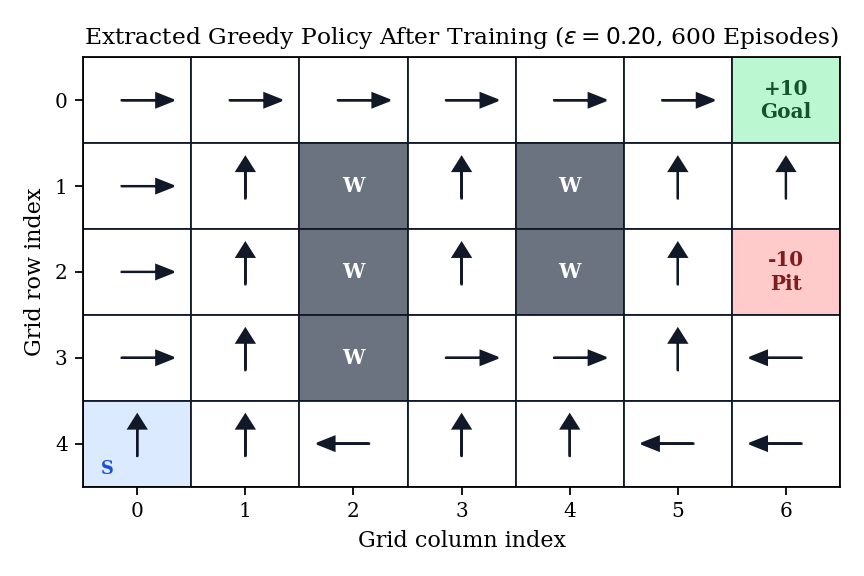 Extracted Greedy Policy After Training (ε = 0.20, 600 Episodes)
0
+10
Goal
1
W
W
2
W
W
-10
Pit
3
W
4
S
0 1 2 3 4 5 6
Grid column index
Grid row index